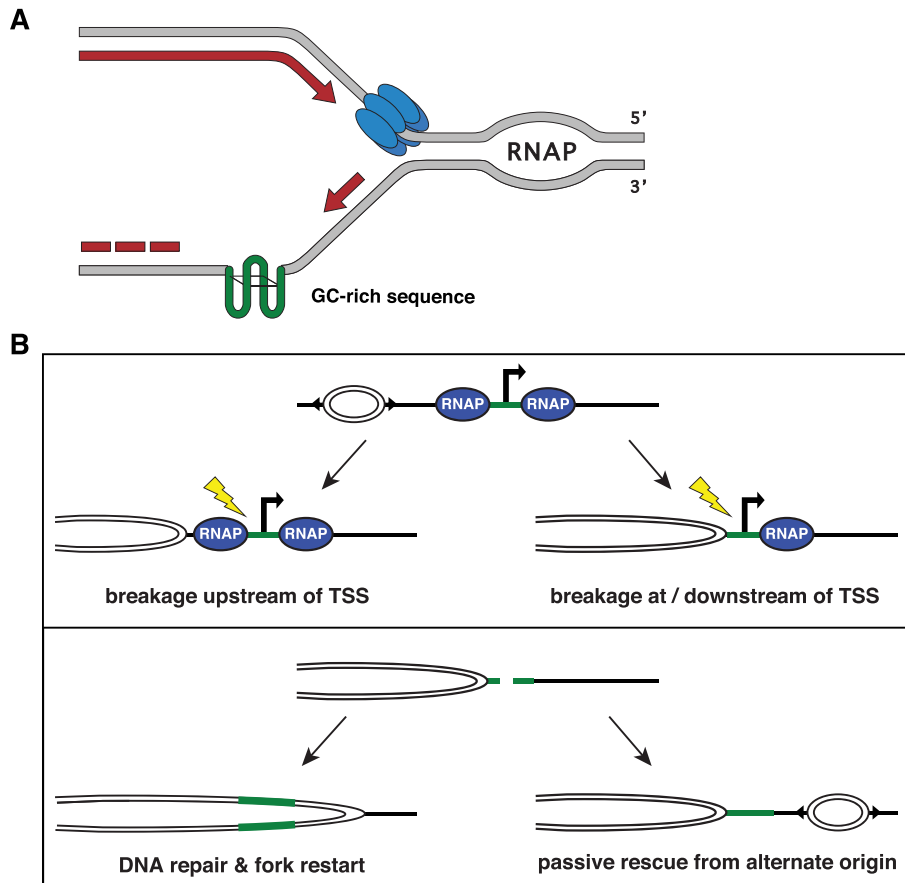 A
5'
RNAP
3'
GC-rich sequence
B
RNAP RNAP
RNAP RNAP RNAP
breakage upstream of TSS breakage at / downstream of TSS
DNA repair & fork restart passive rescue from alternate origin